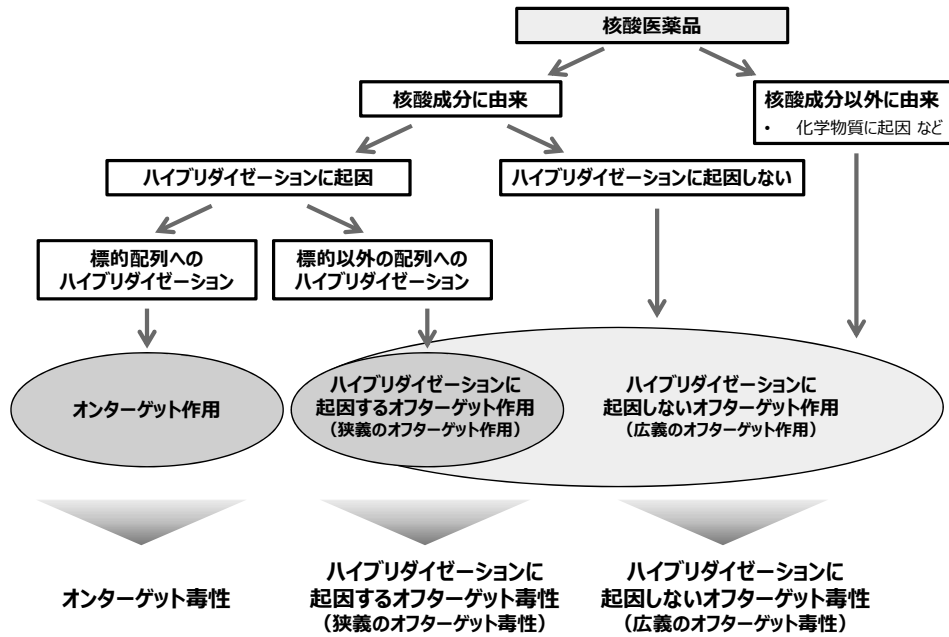 核酸医薬品
核酸成分に由来
核酸成分以外に由来
• 化学物質に起因 など
ハイブリダイゼーションに起因
ハイブリダイゼーションに起因しない
標的配列への
ハイブリダイゼーション
標的以外の配列への
ハイブリダイゼーション
オンターゲット作用
ハイブリダイゼーションに
起因するオフターゲット作用
（狭義のオフターゲット作用）
ハイブリダイゼーションに
起因しないオフターゲット作用
（広義のオフターゲット作用）
オンターゲット毒性
ハイブリダイゼーションに
起因するオフターゲット毒性
（狭義のオフターゲット毒性）
ハイブリダイゼーションに
起因しないオフターゲット毒性
（広義のオフターゲット毒性）